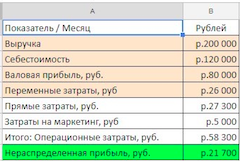 A B
Показатель / Месяц Рублей
Выручка р.200 000
Себестоимость р.120 000
Валовая прибыль, руб. р.80 000
Переменные затраты, руб. р.26 000
Прямые затраты, руб. р.27 300
Затраты на маркетинг, руб р.5 000
Итого: Операционные затраты, руб. р.58 300
Нераспределенная прибыль, руб. р.21 700